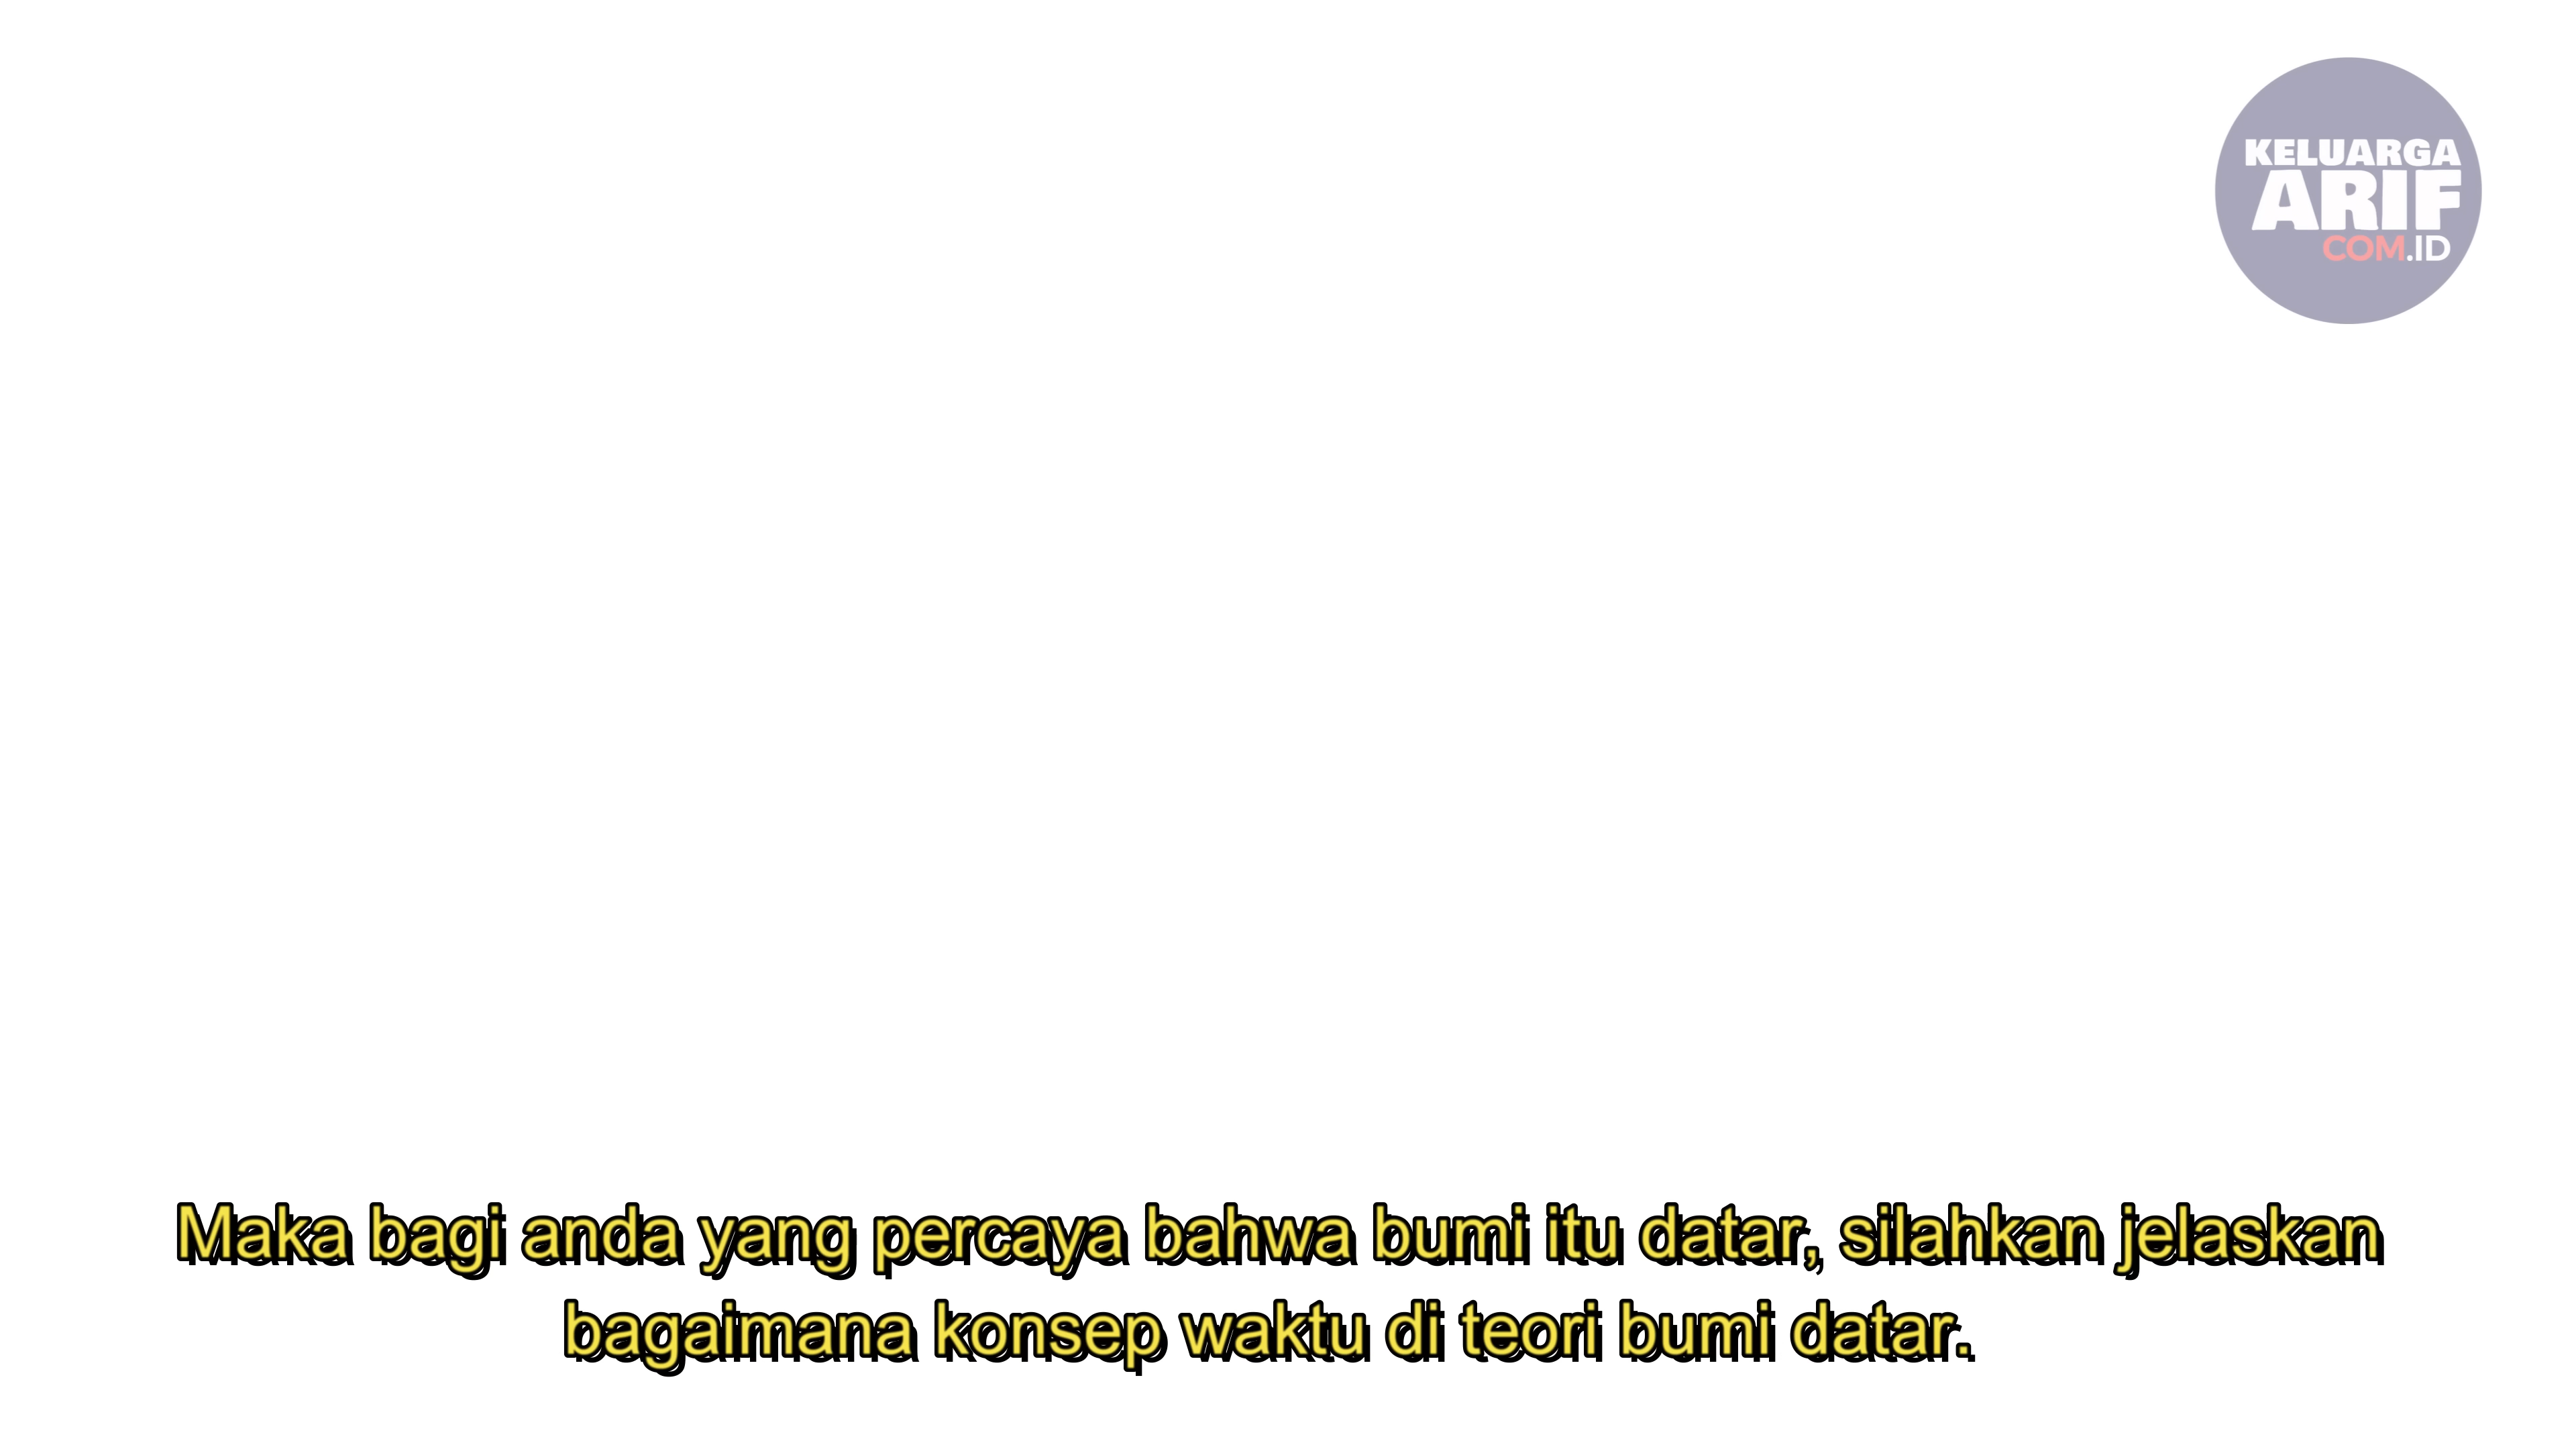 KELUARGA
ARIF
COM.ID
Maka bagi anda yang percaya bahwa bumi itu datar, silahkan jelaskan
bagaimana konsep waktu di teori bumi datar.